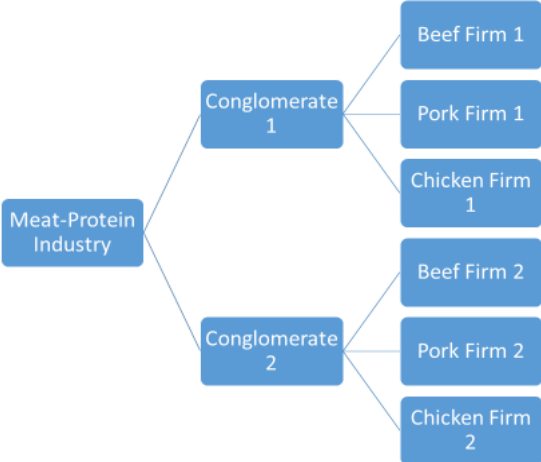 Meat-Protein
Industry
Conglomerate
1
Beef Firm 1
Pork Firm 1
Chicken Firm
1
Conglomerate
2
Beef Firm 2
Pork Firm 2
Chicken Firm
2